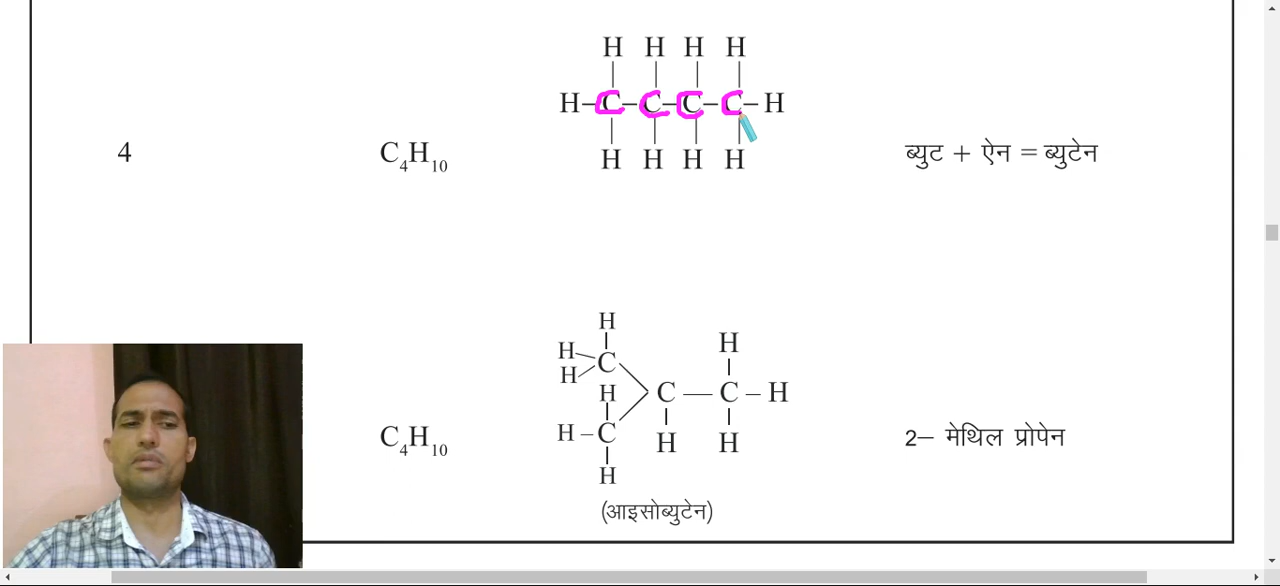 H H H H
H–C–C–C–C–H
4 C₄H₁₀ ब्युट + ऐन = ब्युटेन
H H H H
H
H
H C
H
H C — C – H
C₄H₁₀ H – C H H 2– मेथिल प्रोपेन
H
(आइसोब्युटेन)